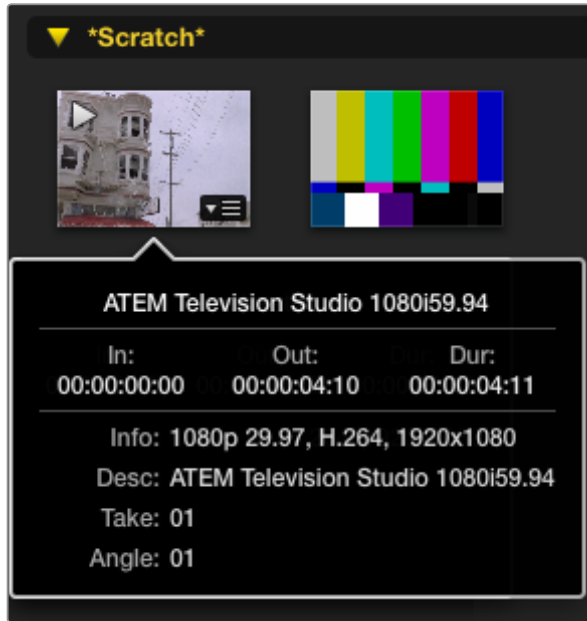 *Scratch*
ATEM Television Studio 1080i59.94
In: Out: Dur:
00:00:00:00 00:00:04:10 00:00:04:11
Info: 1080p 29.97, H.264, 1920x1080
Desc: ATEM Television Studio 1080i59.94
Take: 01
Angle: 01